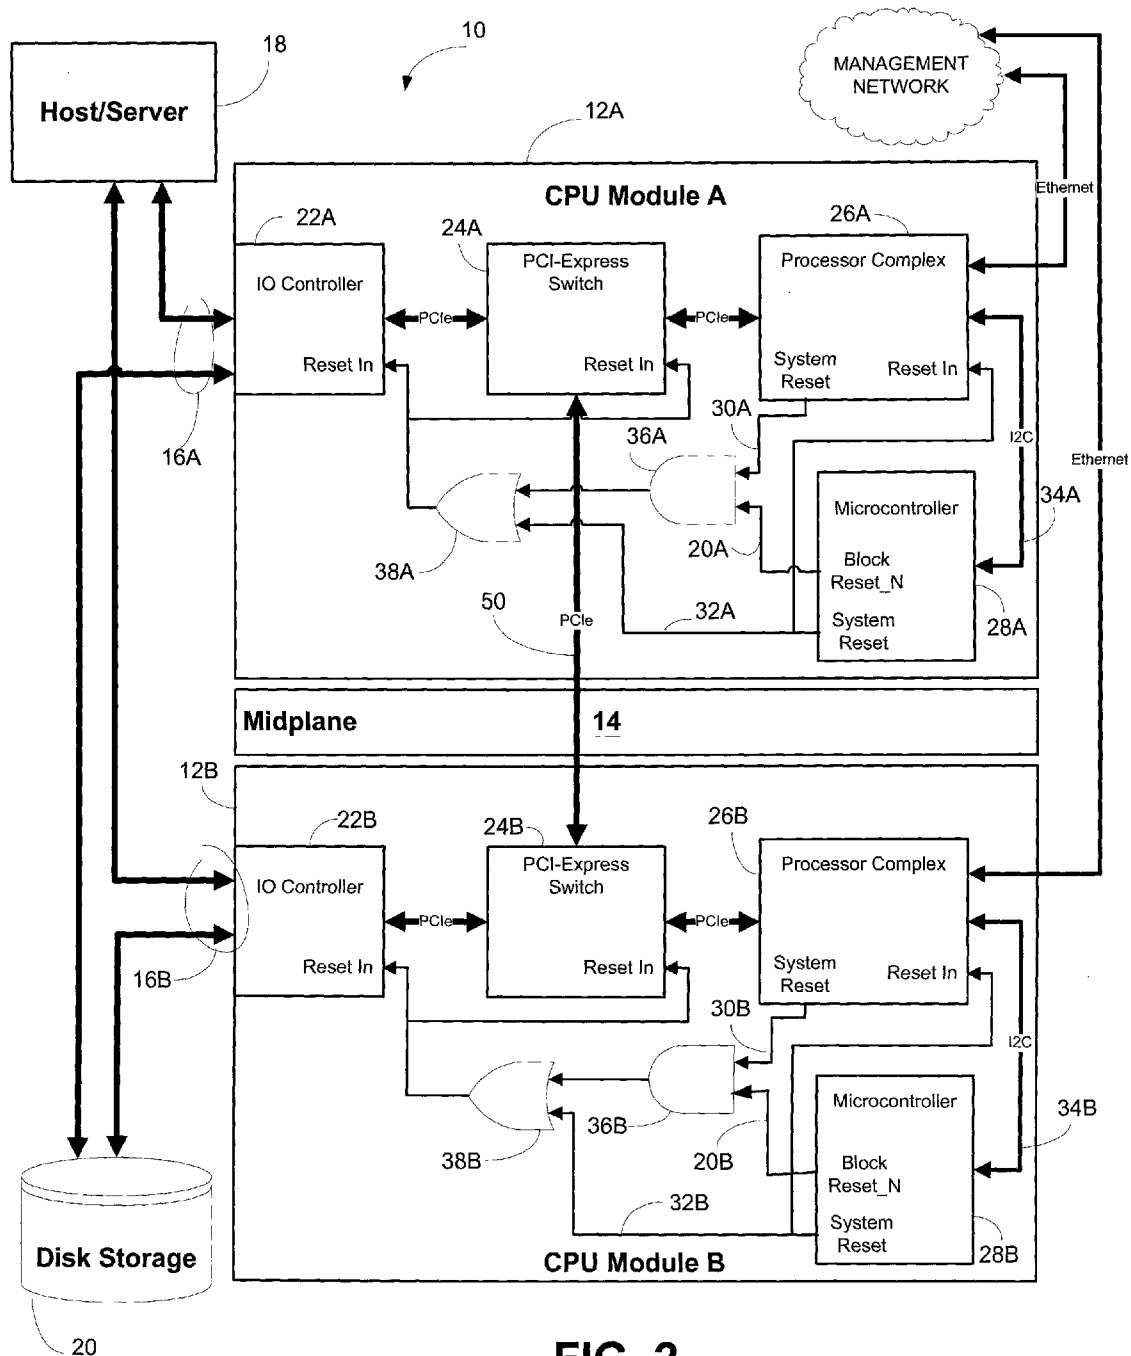 18
10
MANAGEMENT
NETWORK
Host/Server
12A
CPU Module A
Ethernet
22A
24A
26A
IO Controller
PCI-Express
Switch
Processor Complex
PCIe
PCIe
Reset In
Reset In
System
Reset
Reset In
16A
30A
36A
I2C
Ethernet
Microcontroller
34A
20A
38A
Block
Reset_N
50
PCIe
32A
System
Reset
28A
Midplane
14
12B
22B
24B
26B
IO Controller
PCI-Express
Switch
Processor Complex
PCIe
PCIe
Reset In
Reset In
System
Reset
Reset In
16B
30B
I2C
Microcontroller
34B
36B
38B
20B
Block
Reset_N
32B
System
Reset
28B
Disk Storage
CPU Module B
20